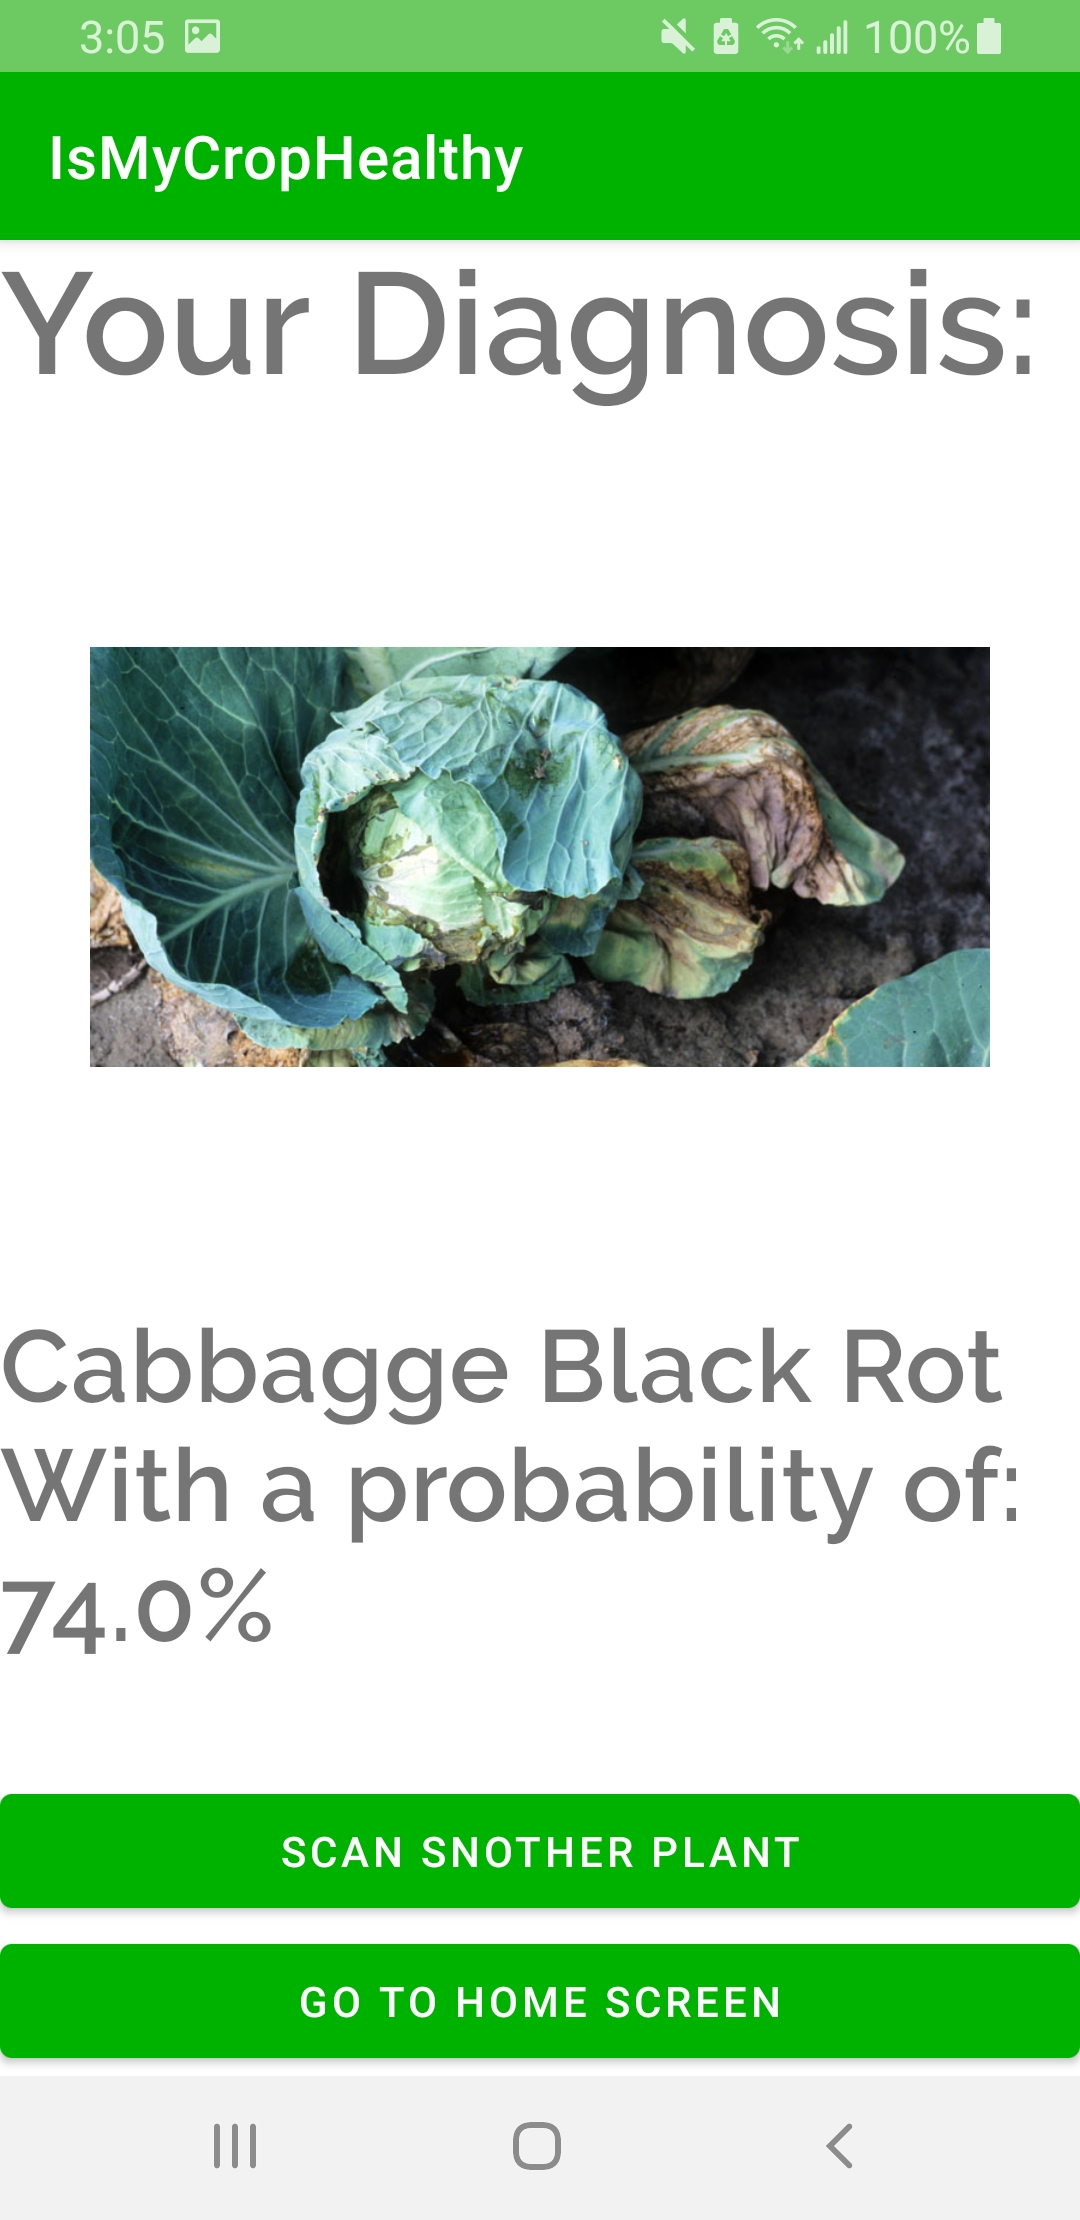 3:05 100%
IsMyCropHealthy
Your Diagnosis:
Cabbagge Black Rot
With a probability of:
74.0%
SCAN SNOTHER PLANT
GO TO HOME SCREEN